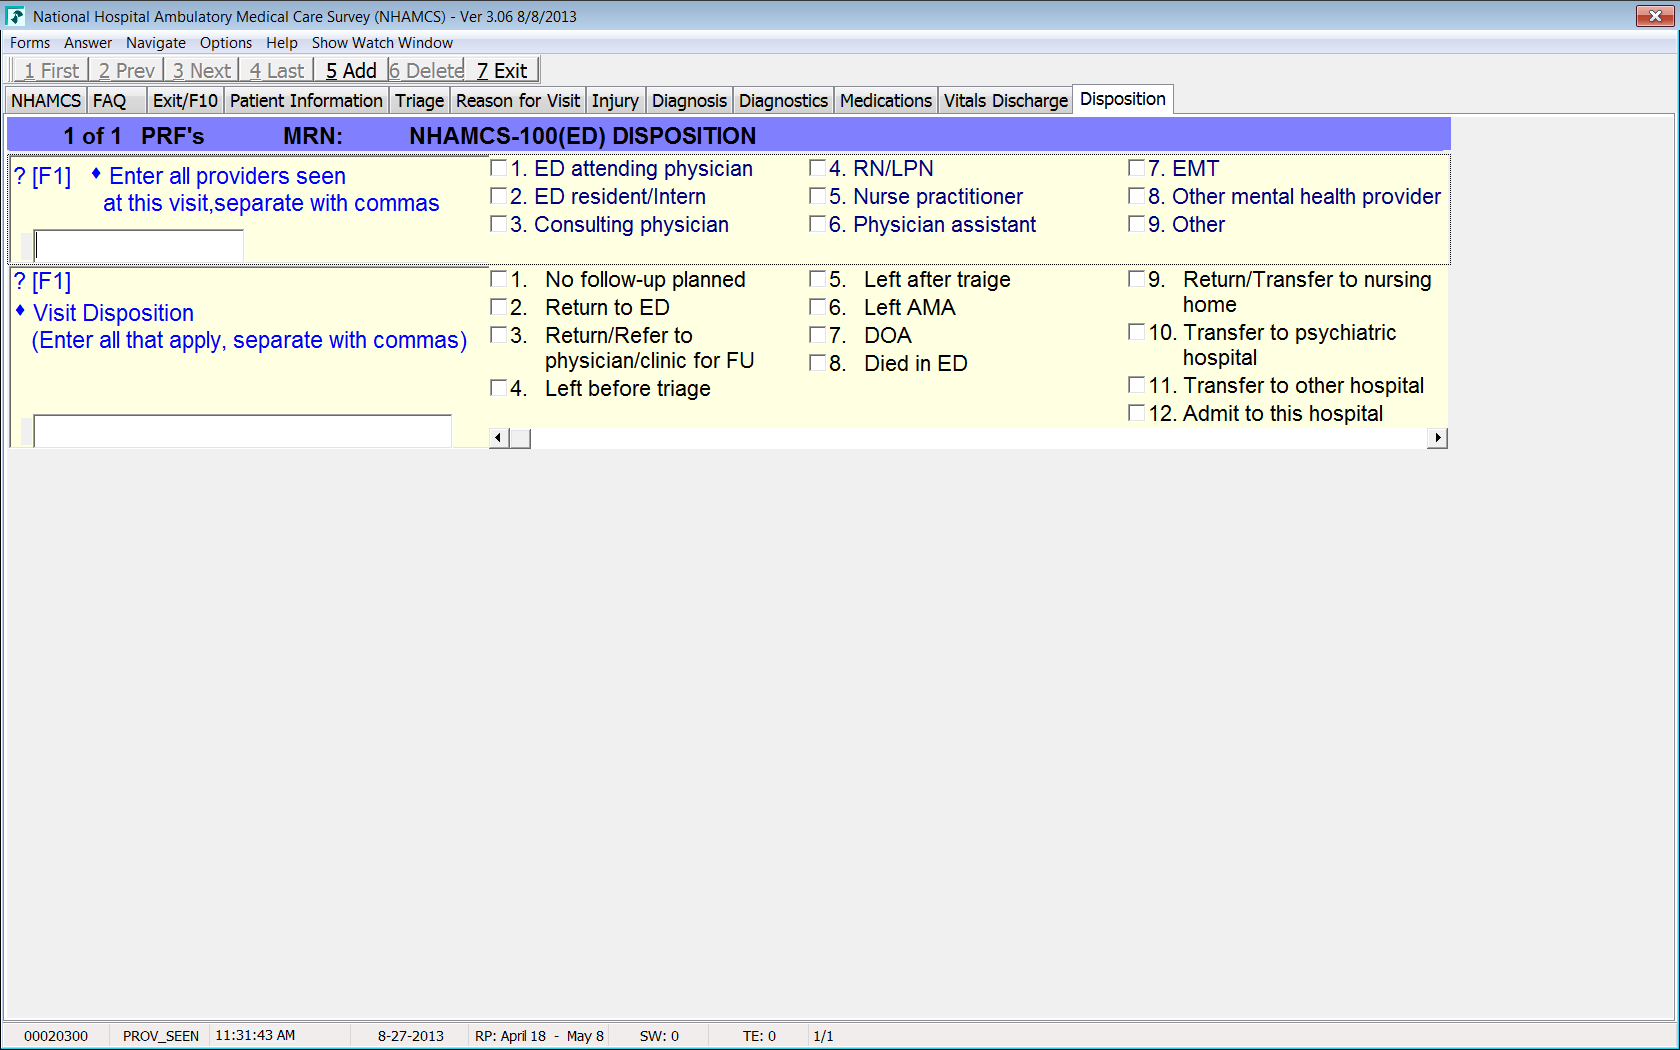 National Hospital Ambulatory Medical Care Survey (NHAMCS) - Ver 3.06 8/8/2013
Forms Answer Navigate Options Help Show Watch Window
1 First 2 Prev 3 Next 4 Last 5 Add 6 Delete 7 Exit
NHAMCS FAQ Exit/F10 Patient Information Triage Reason for Visit Injury Diagnosis Diagnostics Medications Vitals Discharge Disposition
1 of 1 PRF's MRN: NHAMCS-100(ED) DISPOSITION
? [F1] ♦ Enter all providers seen
at this visit,separate with commas
1. ED attending physician
2. ED resident/Intern
3. Consulting physician
4. RN/LPN
5. Nurse practitioner
6. Physician assistant
7. EMT
8. Other mental health provider
9. Other
? [F1]
♦ Visit Disposition
(Enter all that apply, separate with commas)
1. No follow-up planned
2. Return to ED
3. Return/Refer to
physician/clinic for FU
4. Left before triage
5. Left after traige
6. Left AMA
7. DOA
8. Died in ED
9. Return/Transfer to nursing
home
10. Transfer to psychiatric
hospital
11. Transfer to other hospital
12. Admit to this hospital
00020300 PROV_SEEN 11:31:43 AM 8-27-2013 RP: April 18 - May 8 SW: 0 TE: 0 1/1